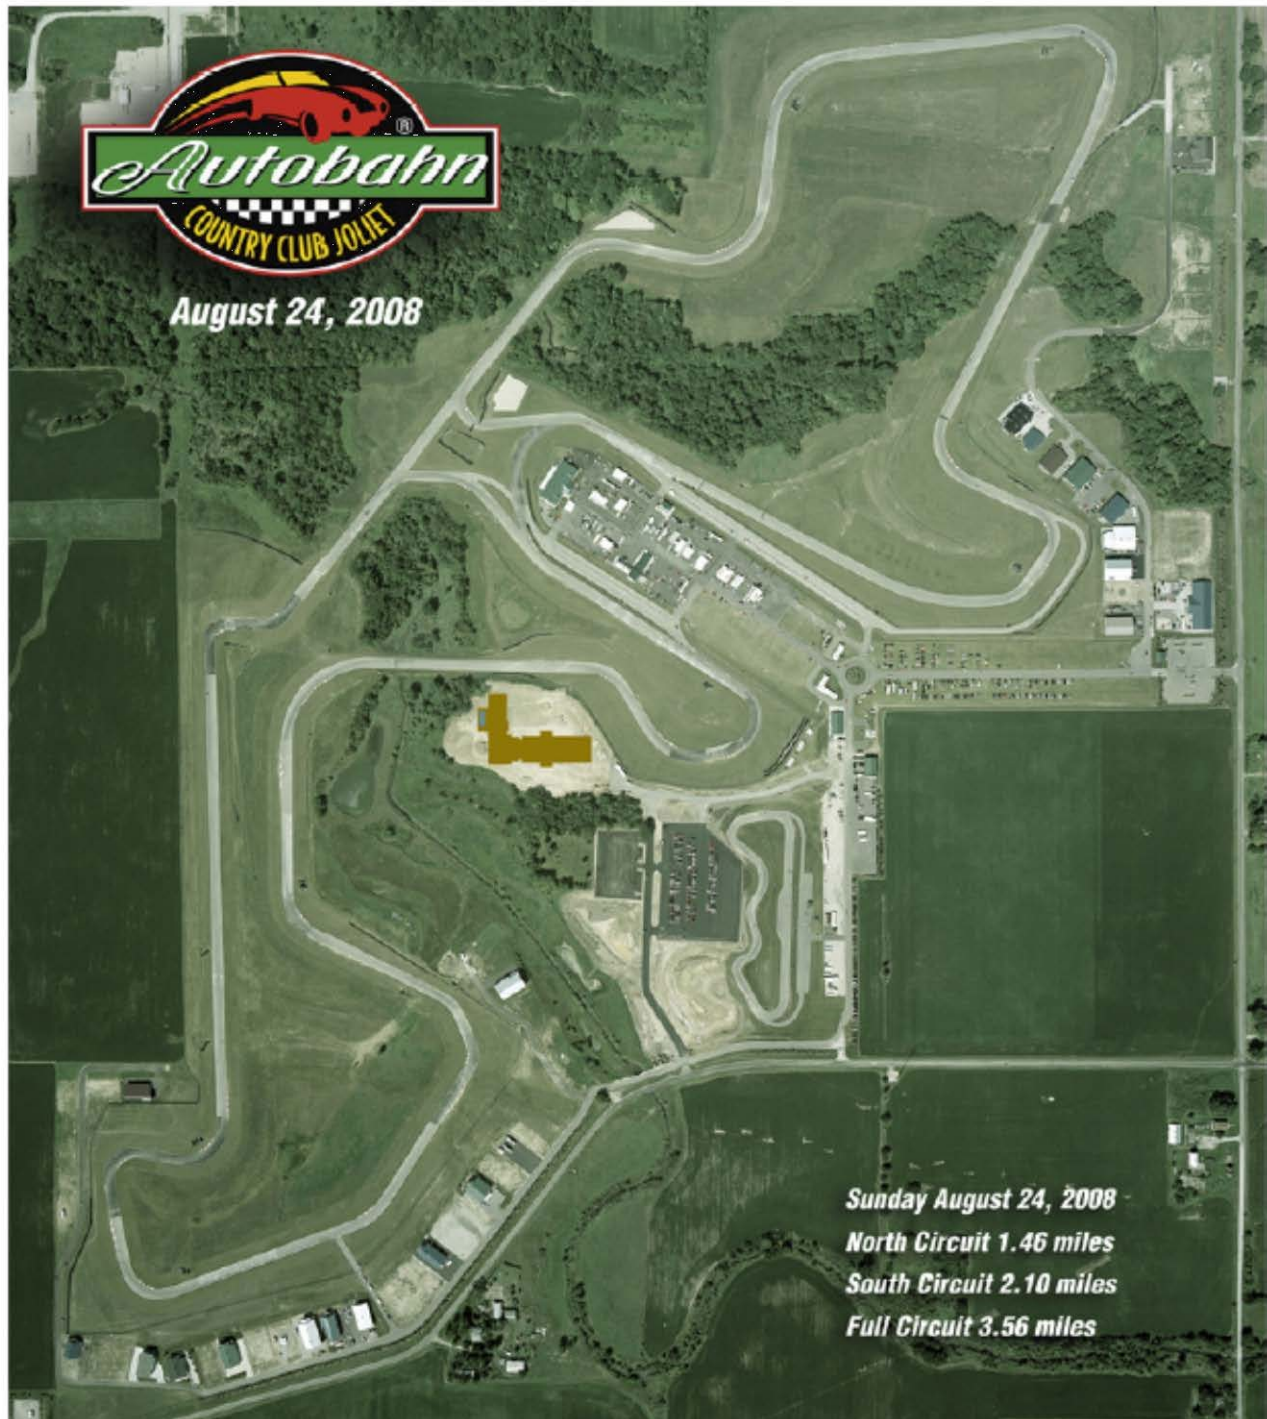 Autobahn®
COUNTRY CLUB JOLIET
August 24, 2008
Sunday August 24, 2008
North Circuit 1.46 miles
South Circuit 2.10 miles
Full Circuit 3.56 miles